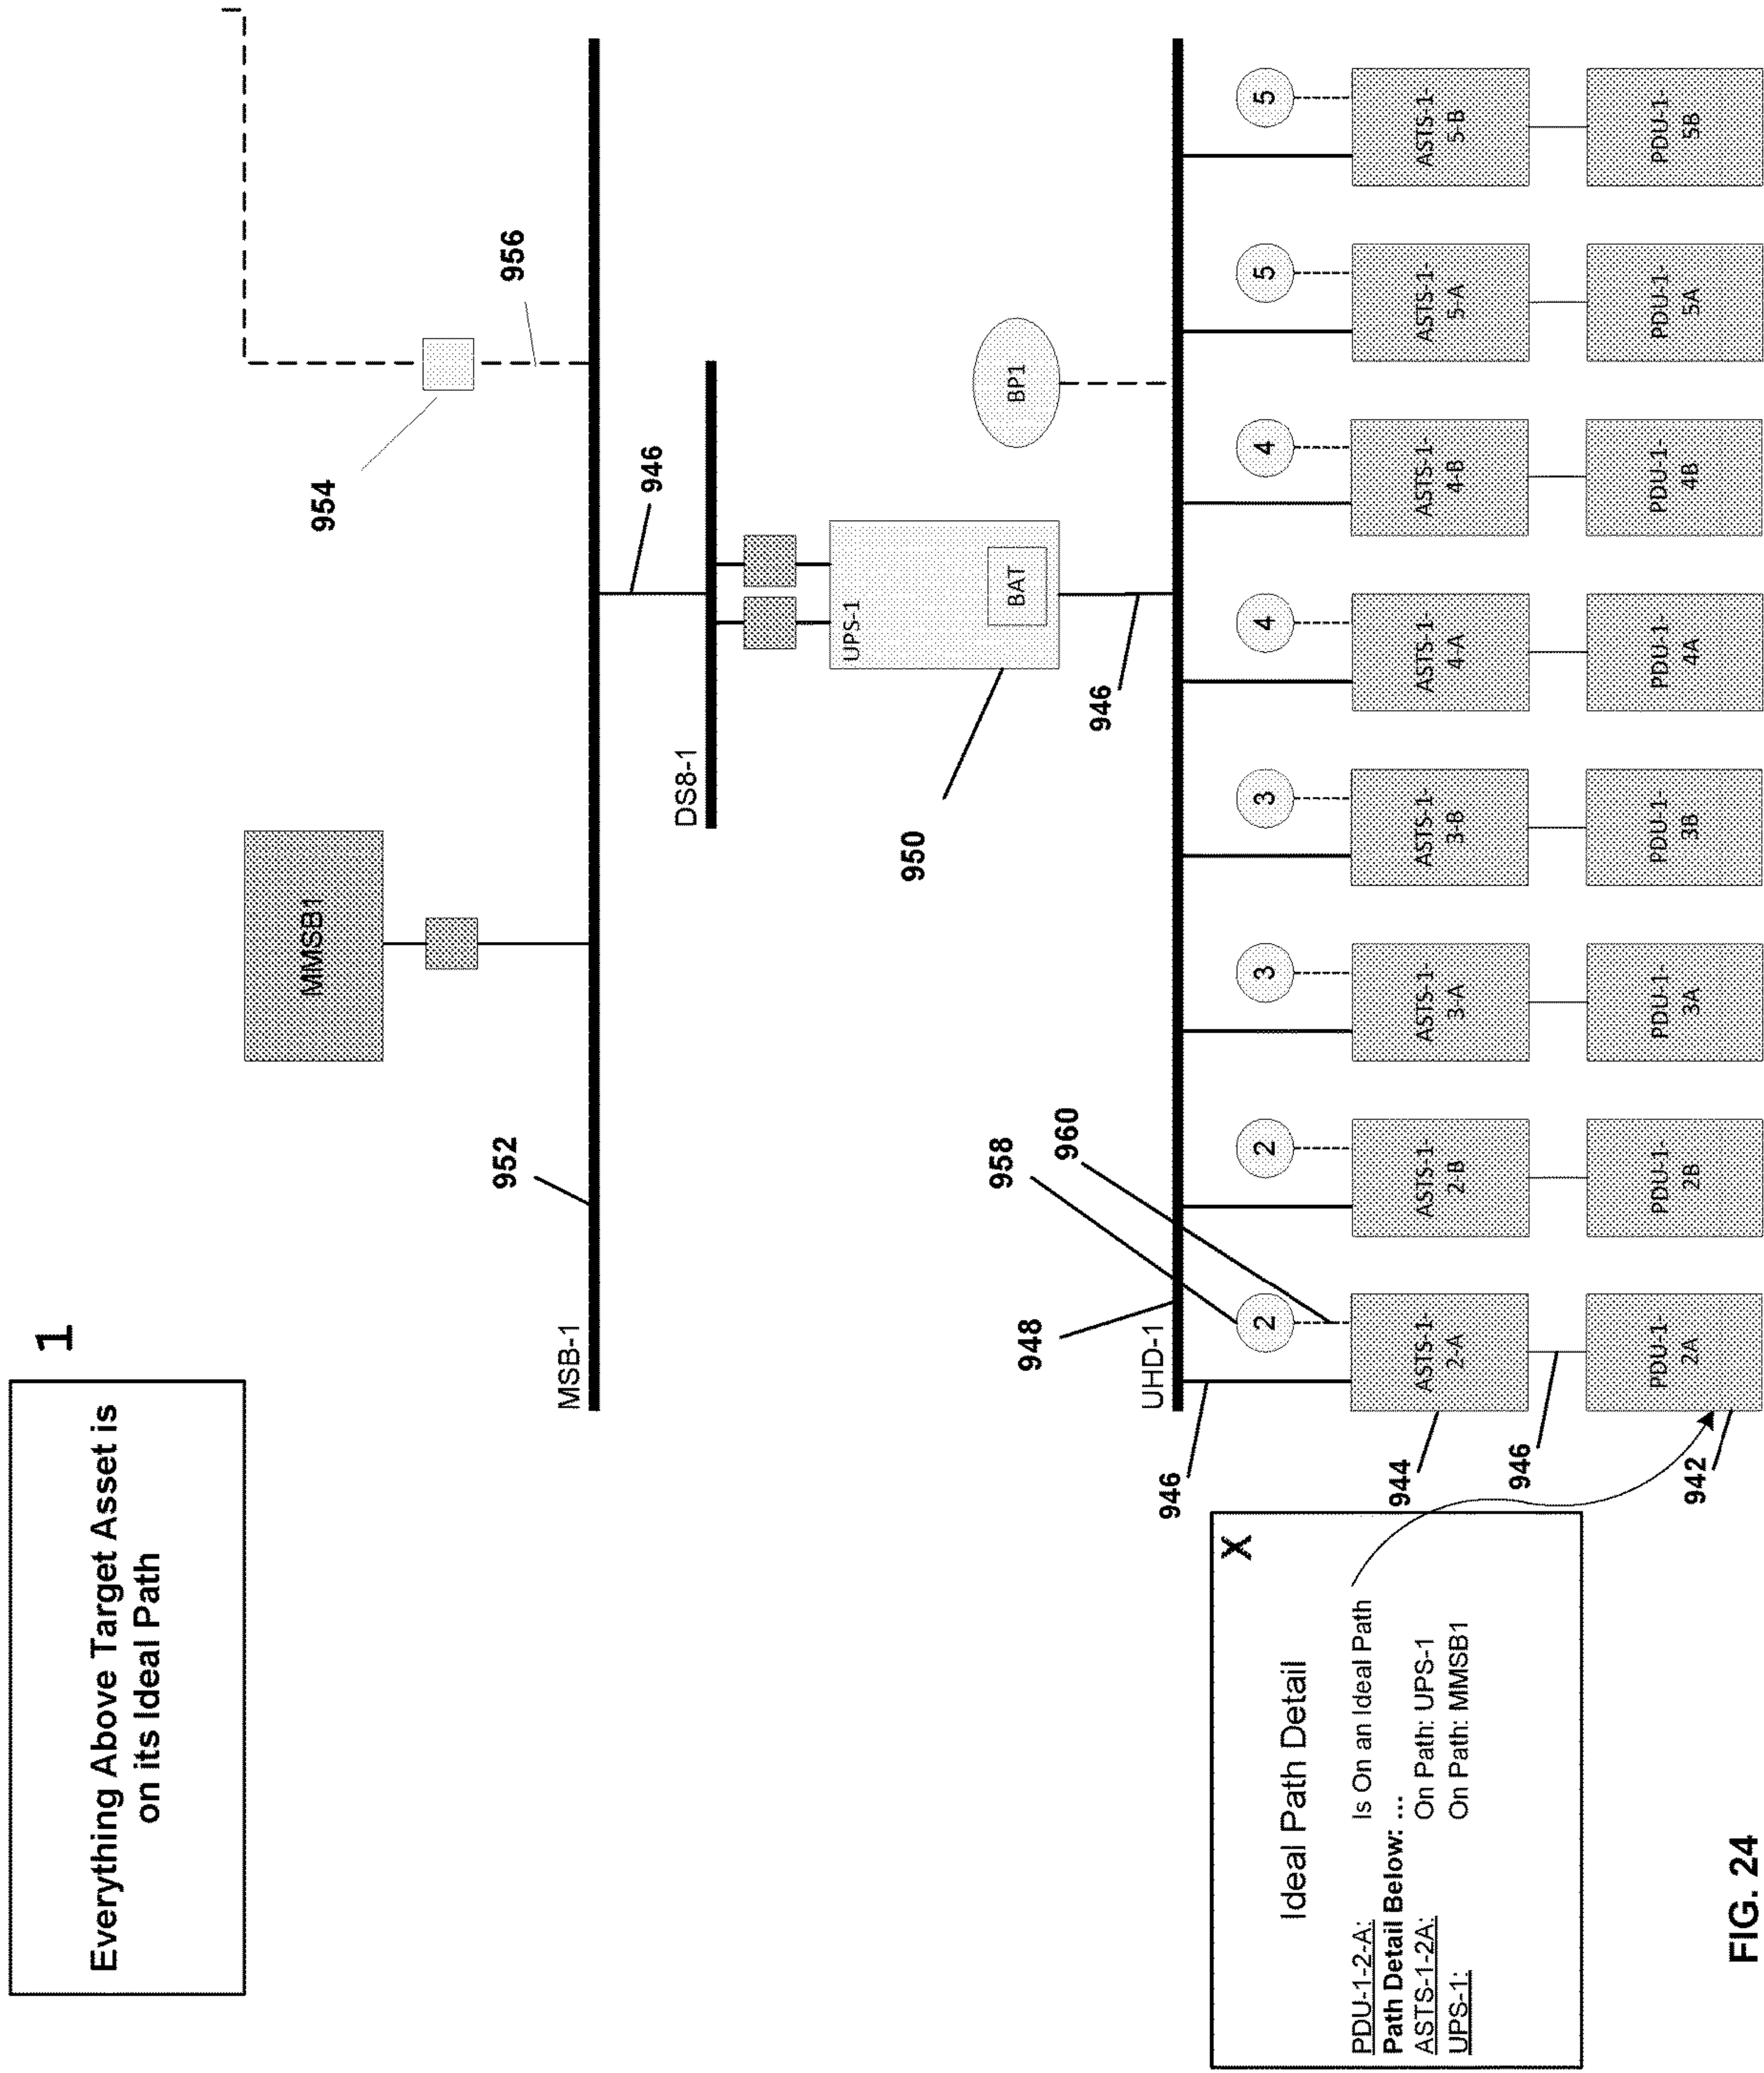 Everything Above Target Asset is
on its Ideal Path
1
MMSB1
954
956
952
MSB-1
946
DS8-1
UPS-1
BAT
950
BP1
946
948
958
960
UHD-1
946
2
2
3
3
4
4
5
5
ASTS-1-
2-A
ASTS-1-
2-B
ASTS-1-
3-A
ASTS-1-
3-B
ASTS-1-
4-A
ASTS-1-
4-B
ASTS-1-
5-A
ASTS-1-
5-B
944
946
PDU-1-
2A
PDU-1-
2B
PDU-1-
3A
PDU-1-
3B
PDU-1-
4A
PDU-1-
4B
PDU-1-
5A
PDU-1-
5B
942
X
Ideal Path Detail
PDU-1-2-A: Is On an Ideal Path
Path Detail Below: ...
ASTS-1-2A: On Path: UPS-1
UPS-1: On Path: MMSB1
FIG. 24